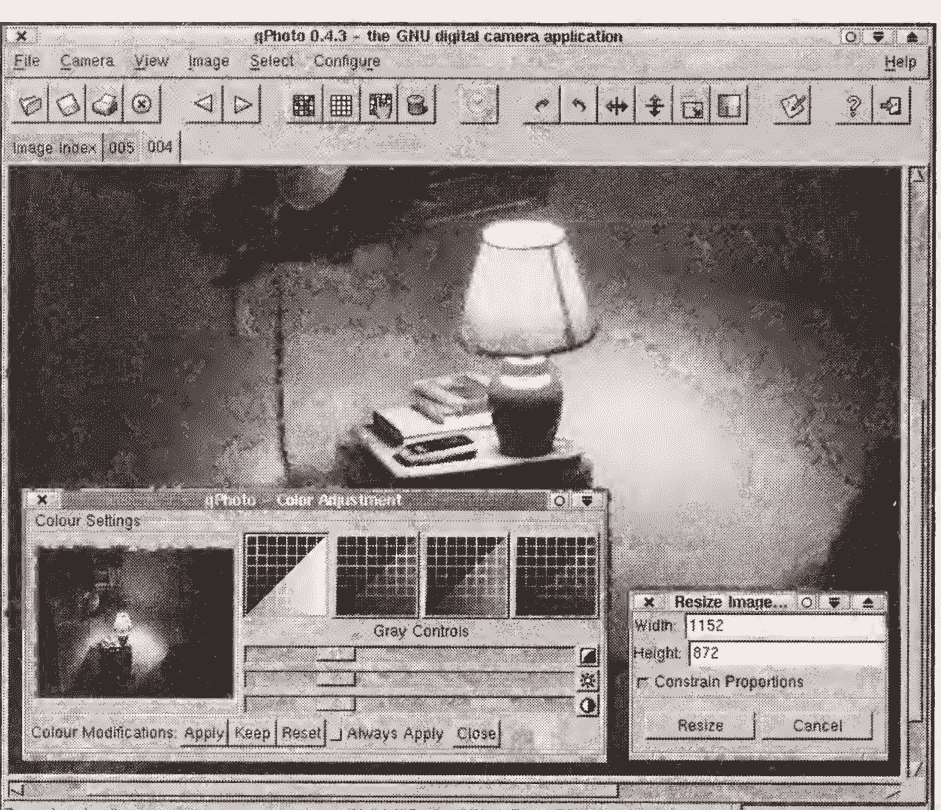 gPhoto 0.4.3 - the GNU digital camera application
File Camera View Image Select Configure Help
Image Index 005 004
gPhoto - Color Adjustment
Colour Settings
Gray Controls
Colour Modifications: Apply Keep Reset Always Apply Close
Resize Image...
Width: 1152
Height: 872
Constrain Proportions
Resize Cancel